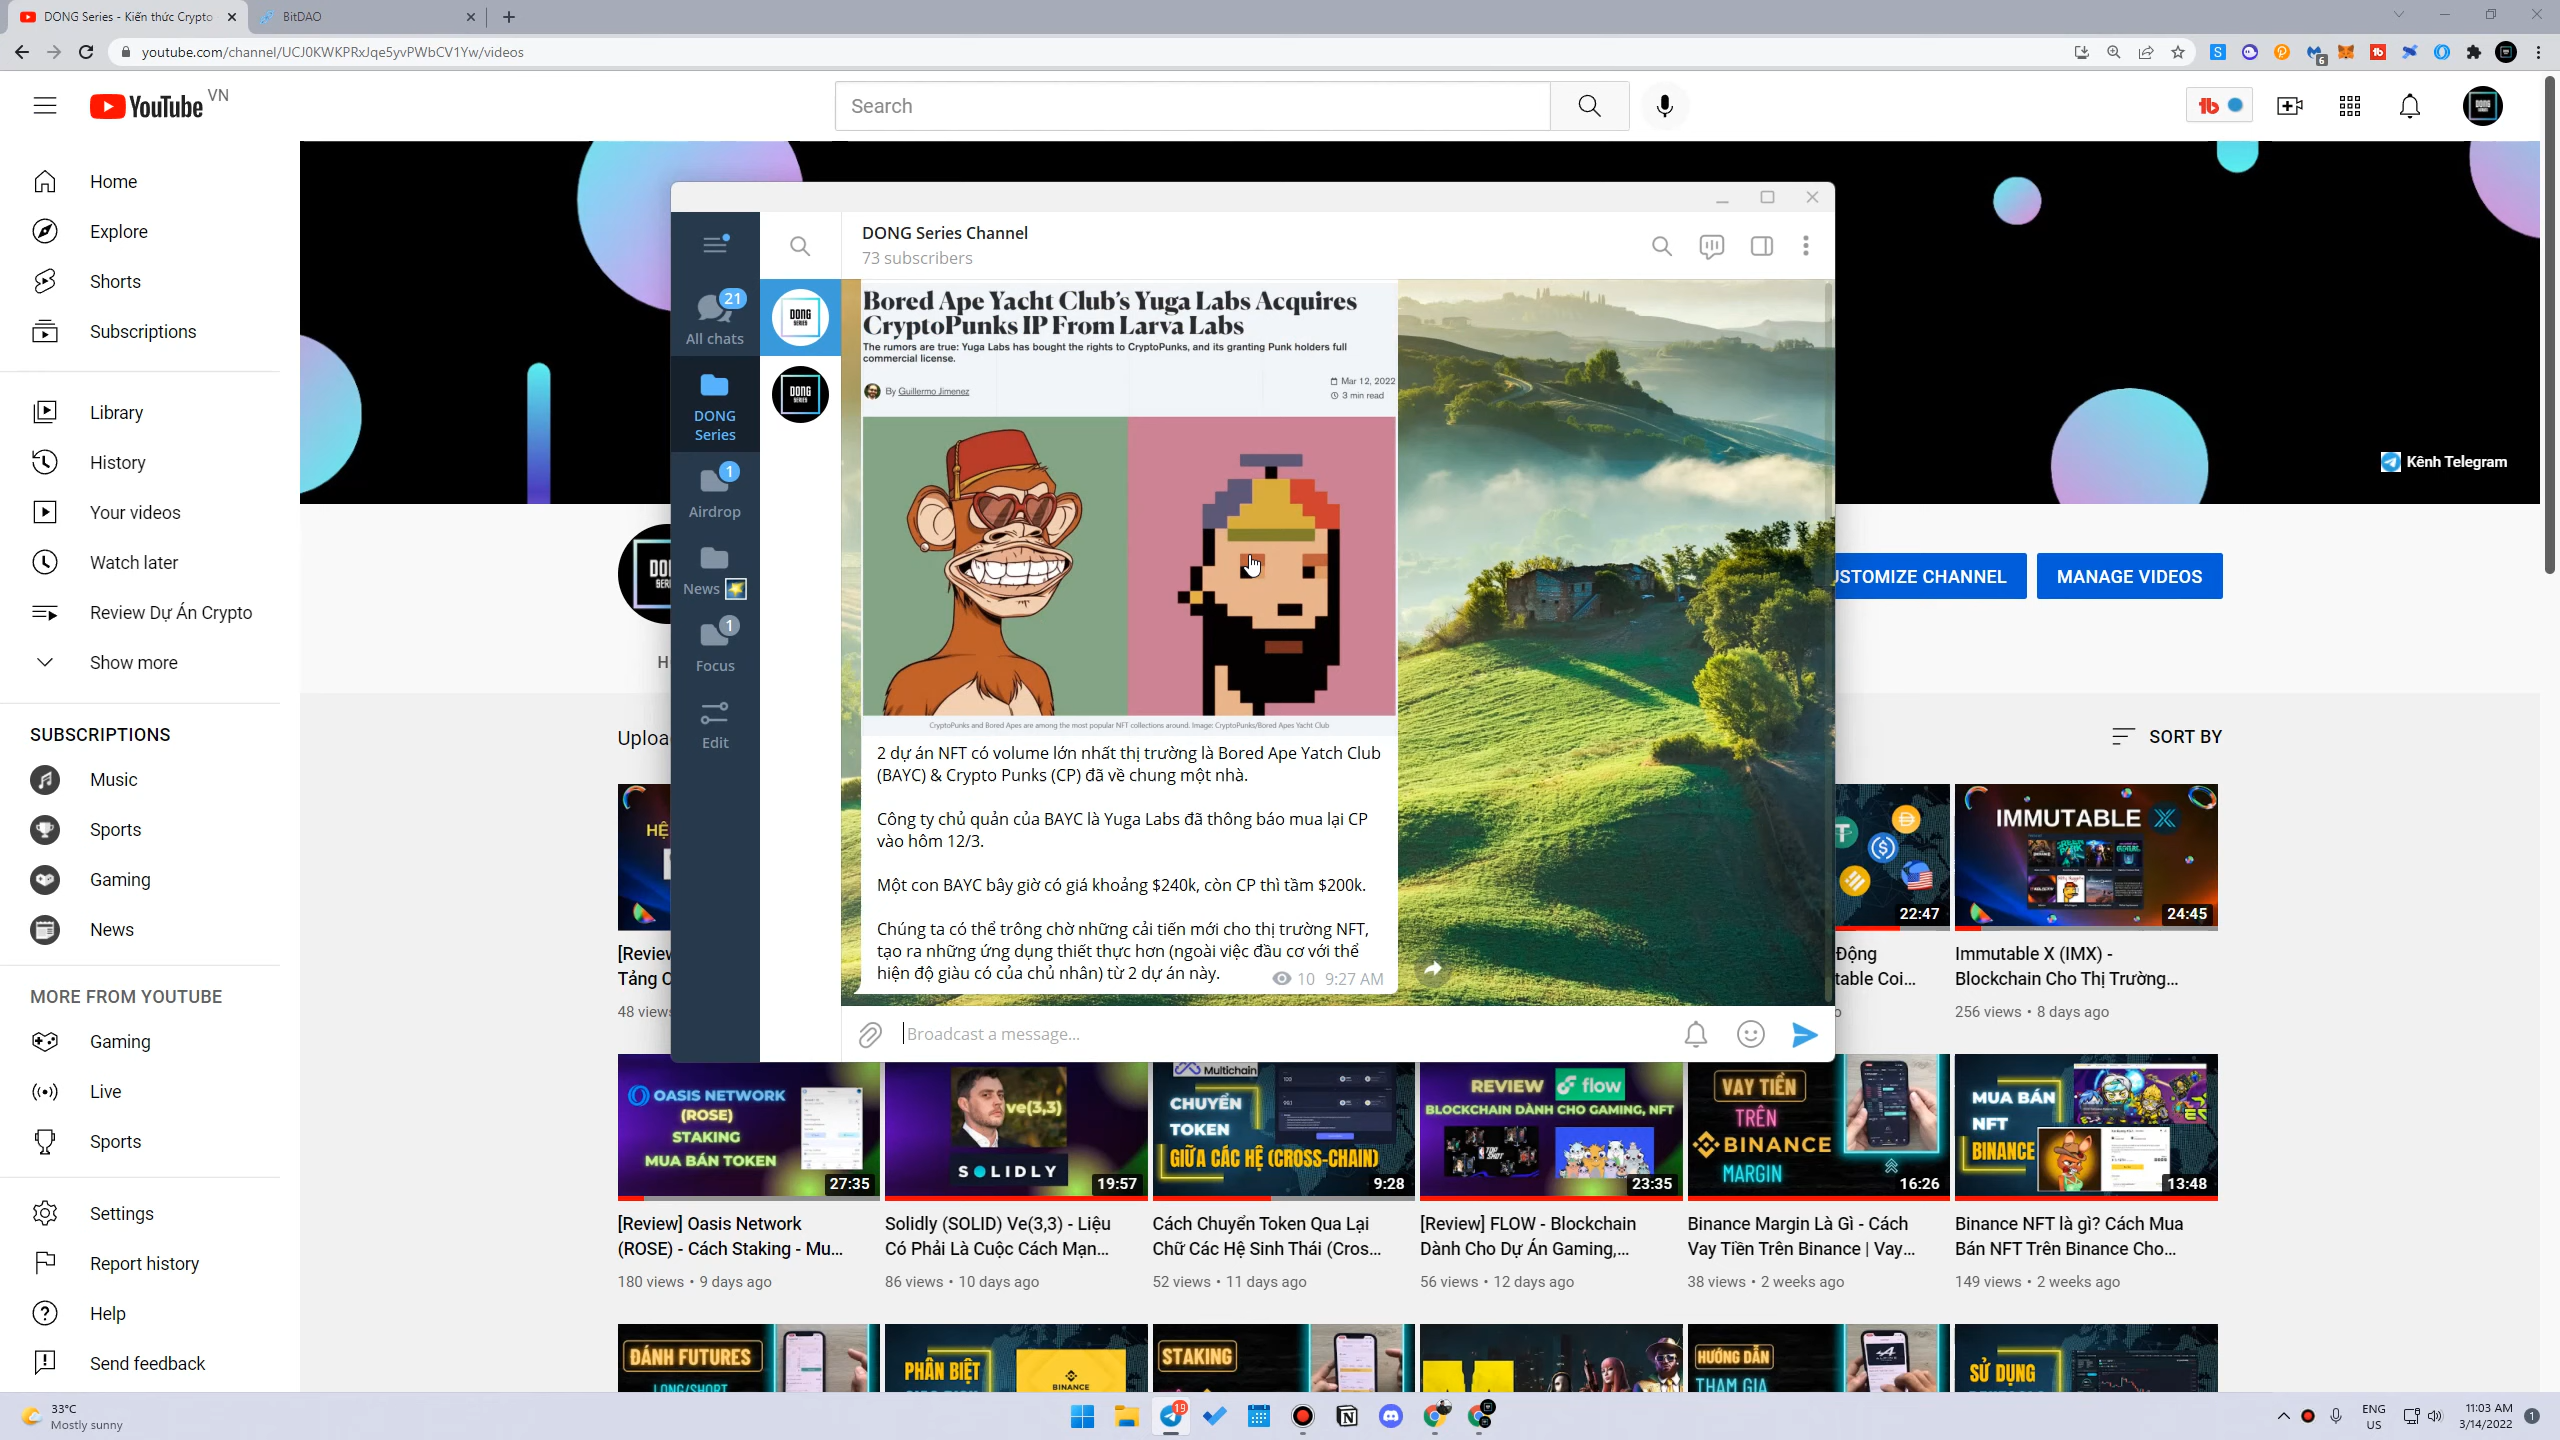 DONG Series - Kiến thức Crypto
BitDAO
youtube.com/channel/UCJ0KWKPRxJqe5yvPWbCV1Yw/videos
6
YouTube VN
Search
Home
Explore
Shorts
Subscriptions
Library
History
Your videos
Watch later
Review Dự Án Crypto
Show more
SUBSCRIPTIONS
Music
Sports
Gaming
News
MORE FROM YOUTUBE
Gaming
Live
Sports
Settings
Report history
Help
Send feedback
Kênh Telegram
USTOMIZE CHANNEL
MANAGE VIDEOS
SORT BY
Uploa
21
All chats
DONG
Series
1
Airdrop
News
1
Focus
Edit
DONG
SERIES
DONG
SERIES
DONG Series Channel
73 subscribers
Bored Ape Yacht Club's Yuga Labs Acquires
CryptoPunks IP From Larva Labs
The rumors are true: Yuga Labs has bought the rights to CryptoPunks, and its granting Punk holders full
commercial license.
By Guillermo Jimenez
Mar 12, 2022
3 min read
CryptoPunks and Bored Apes are among the most popular NFT collections around. Image: CryptoPunks/Bored Apes Yacht Club
2 dự án NFT có volume lớn nhất thị trường là Bored Ape Yatch Club
(BAYC) & Crypto Punks (CP) đã về chung một nhà.
Công ty chủ quản của BAYC là Yuga Labs đã thông báo mua lại CP
vào hôm 12/3.
Một con BAYC bây giờ có giá khoảng $240k, còn CP thì tầm $200k.
Chúng ta có thể trông chờ những cải tiến mới cho thị trường NFT,
tạo ra những ứng dụng thiết thực hơn (ngoài việc đầu cơ với thể
hiện độ giàu có của chủ nhân) từ 2 dự án này.
10 9:27 AM
Broadcast a message...
HỆ
[Review
Tảng C
48 views
22:47
Động
table Coi...
IMMUTABLE X
24:45
Immutable X (IMX) -
Blockchain Cho Thị Trường...
256 views • 8 days ago
OASIS NETWORK
(ROSE)
STAKING
MUA BÁN TOKEN
27:35
[Review] Oasis Network
(ROSE) - Cách Staking - Mu...
180 views • 9 days ago
ve(3,3)
SOLIDLY
19:57
Solidly (SOLID) Ve(3,3) - Liệu
Có Phải Là Cuộc Cách Mạn...
86 views • 10 days ago
Multichain
CHUYỂN
TOKEN
GIỮA CÁC HỆ (CROSS-CHAIN)
9:28
Cách Chuyển Token Qua Lại
Chữ Các Hệ Sinh Thái (Cros...
52 views • 11 days ago
REVIEW flow
BLOCKCHAIN DÀNH CHO GAMING, NFT
23:35
[Review] FLOW - Blockchain
Dành Cho Dự Án Gaming,...
56 views • 12 days ago
VAY TIỀN
TRÊN
BINANCE
MARGIN
16:26
Binance Margin Là Gì - Cách
Vay Tiền Trên Binance | Vay...
38 views • 2 weeks ago
MUA BÁN
NFT
BINANCE
13:48
Binance NFT là gì? Cách Mua
Bán NFT Trên Binance Cho...
149 views • 2 weeks ago
ĐÁNH FUTURES
LONG/SHORT
PHÂN BIỆT
BINANCE
STAKING
HƯỚNG DẪN
THAM GIA
SỬ DỤNG
33°C
Mostly sunny
19
ENG
US
11:03 AM
3/14/2022
1